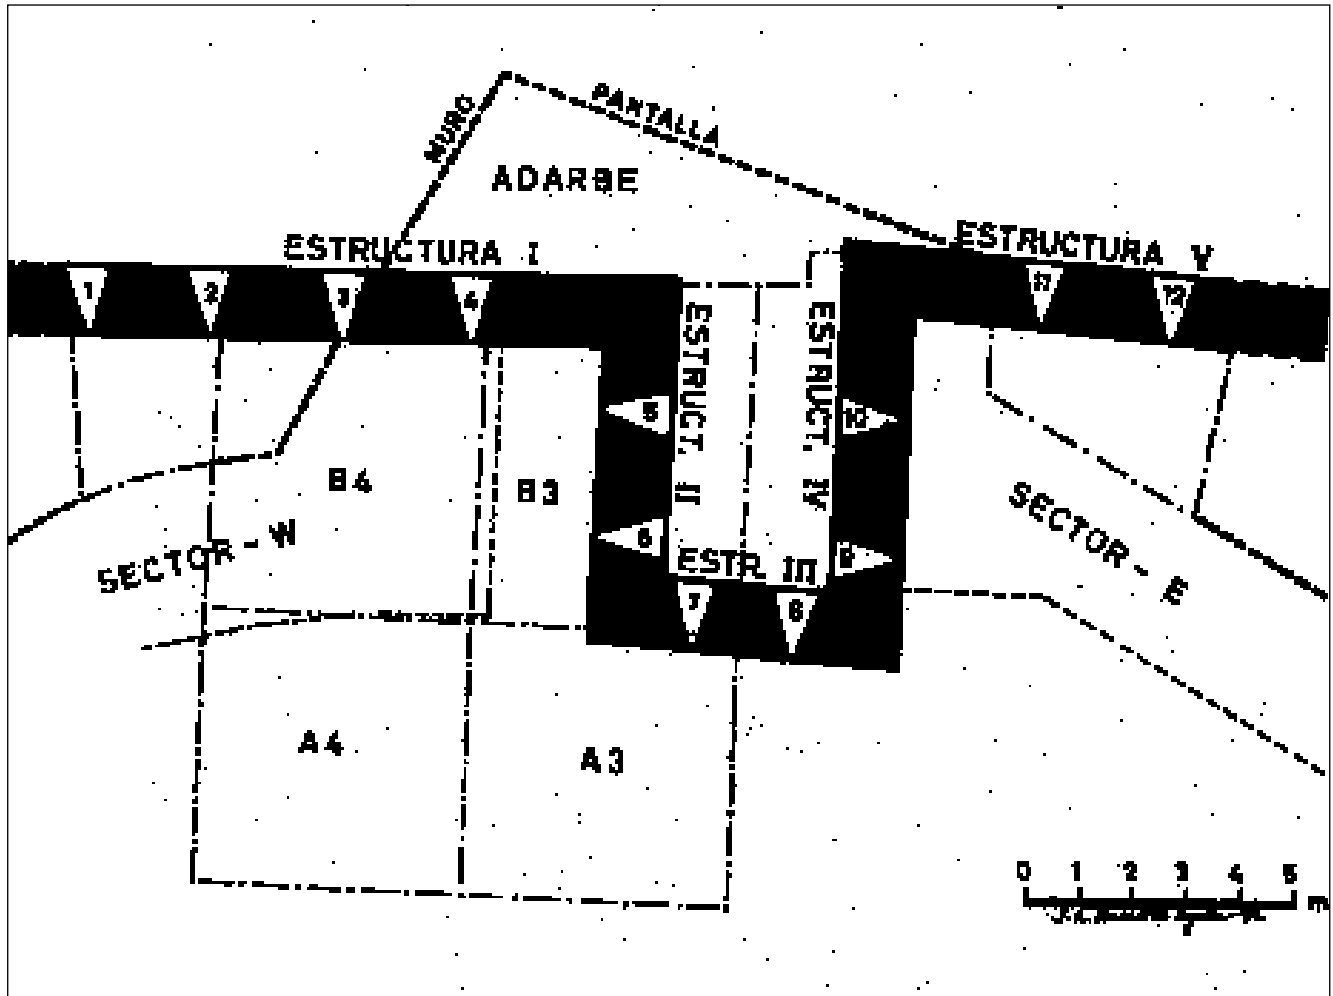 MURO
PANTALLA
ADARBE
ESTRUCTURA I
ESTRUCTURA V
1
2
3
4
11
12
ESTRUCT. II
ESTRUCT. IV
5
10
B4
B3
SECTOR - W
SECTOR - E
6
9
ESTR. III
7
8
A4
A3
0 1 2 3 4 5
m